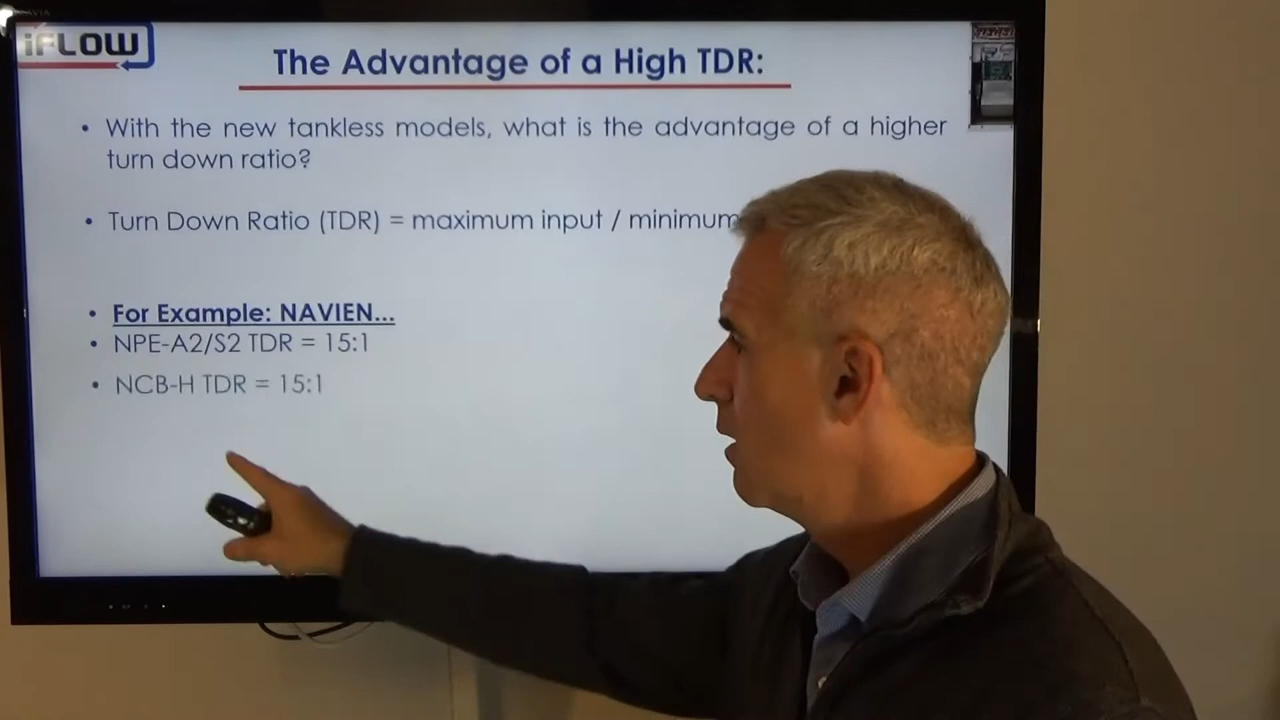 iFLOW
The Advantage of a High TDR:
• With the new tankless models, what is the advantage of a higher
turn down ratio?
• Turn Down Ratio (TDR) = maximum input / minimum
• For Example: NAVIEN...
• NPE-A2/S2 TDR = 15:1
• NCB-H TDR = 15:1